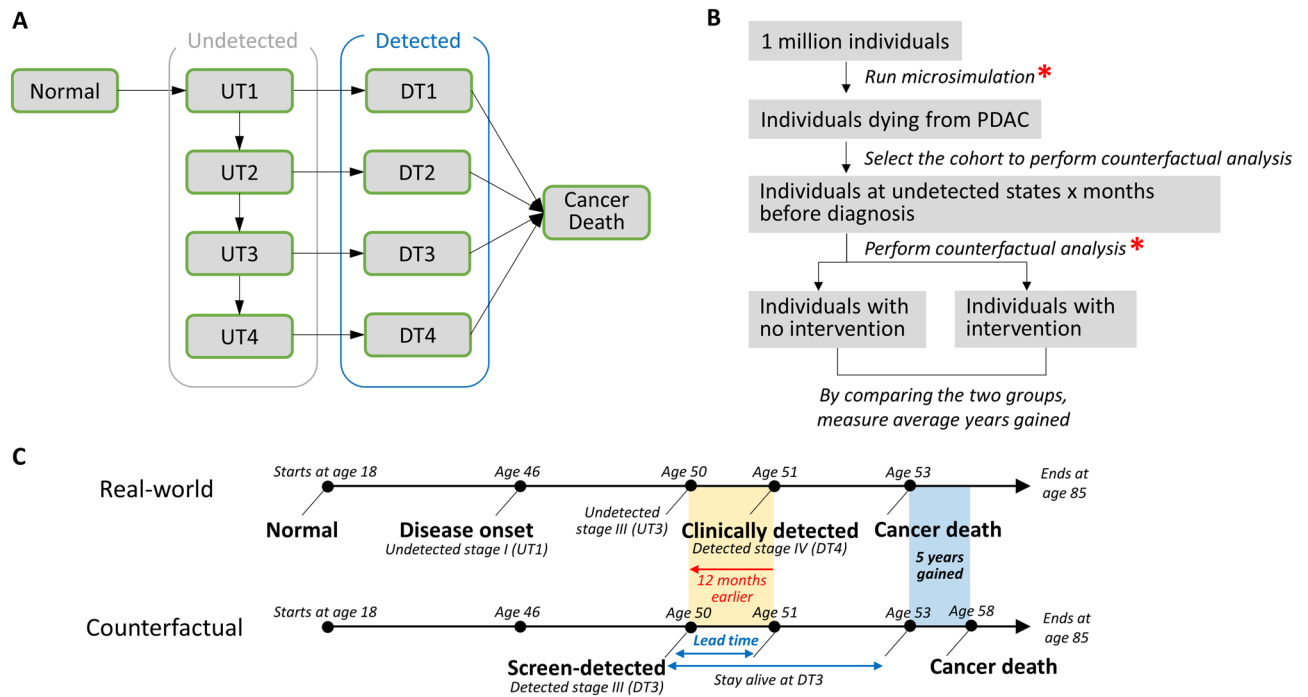 A
Undetected
Detected
Normal
UT1
DT1
UT2
DT2
UT3
DT3
UT4
DT4
Cancer
Death
B
1 million individuals
Run microsimulation *
Individuals dying from PDAC
Select the cohort to perform counterfactual analysis
Individuals at undetected states x months
before diagnosis
Perform counterfactual analysis *
Individuals with
no intervention
Individuals with
intervention
By comparing the two groups,
measure average years gained
C
Real-world
Starts at age 18
Age 46
Age 50
Age 51
Age 53
Ends at
age 85
Normal
Disease onset
Undetected stage I (UT1)
Undetected
stage III (UT3)
Clinically detected
Detected stage IV (DT4)
Cancer death
12 months
earlier
5 years
gained
Counterfactual
Starts at age 18
Age 46
Age 50
Age 51
Age 53
Age 58
Ends at
age 85
Lead time
Screen-detected
Detected stage III (DT3)
Stay alive at DT3
Cancer death